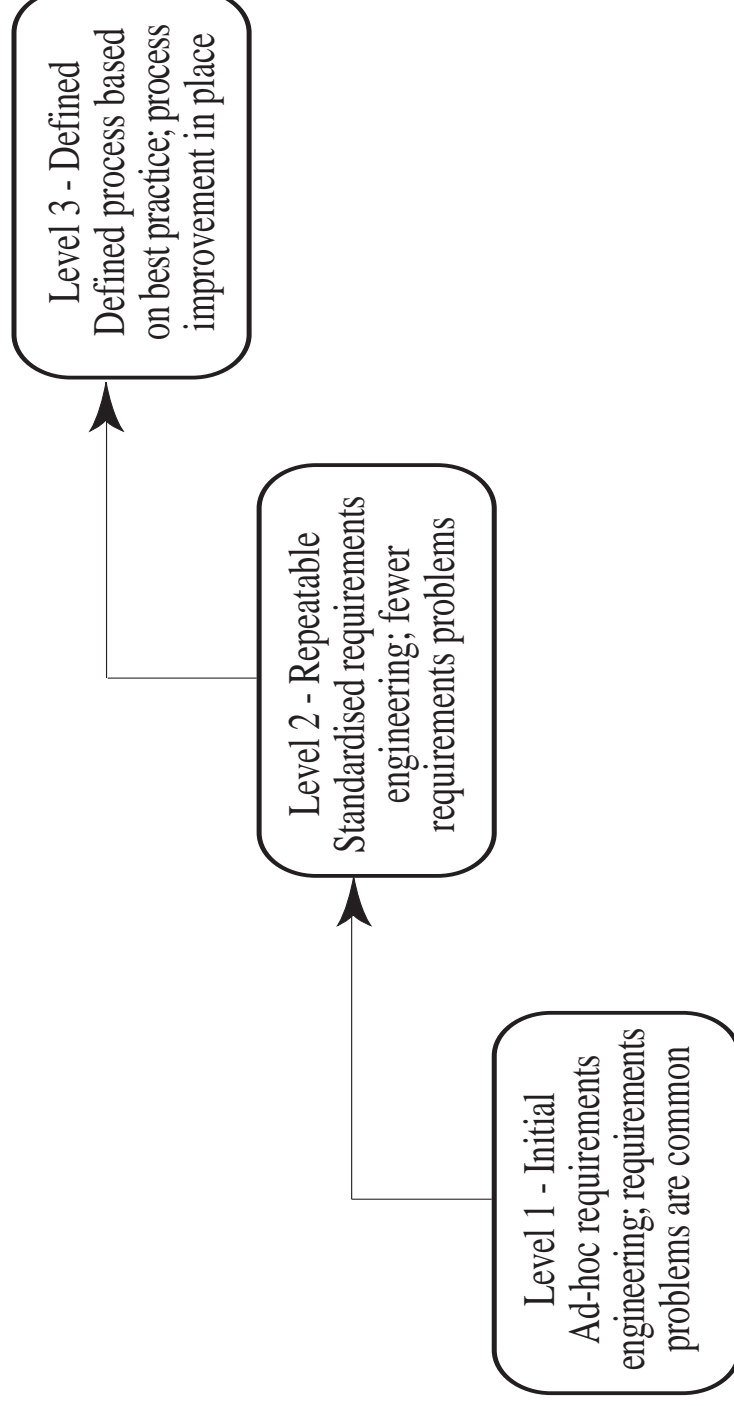 Level 1 - Initial
Ad-hoc requirements
engineering; requirements
problems are common
Level 2 - Repeatable
Standardised requirements
engineering; fewer
requirements problems
Level 3 - Defined
Defined process based
on best practice; process
improvement in place